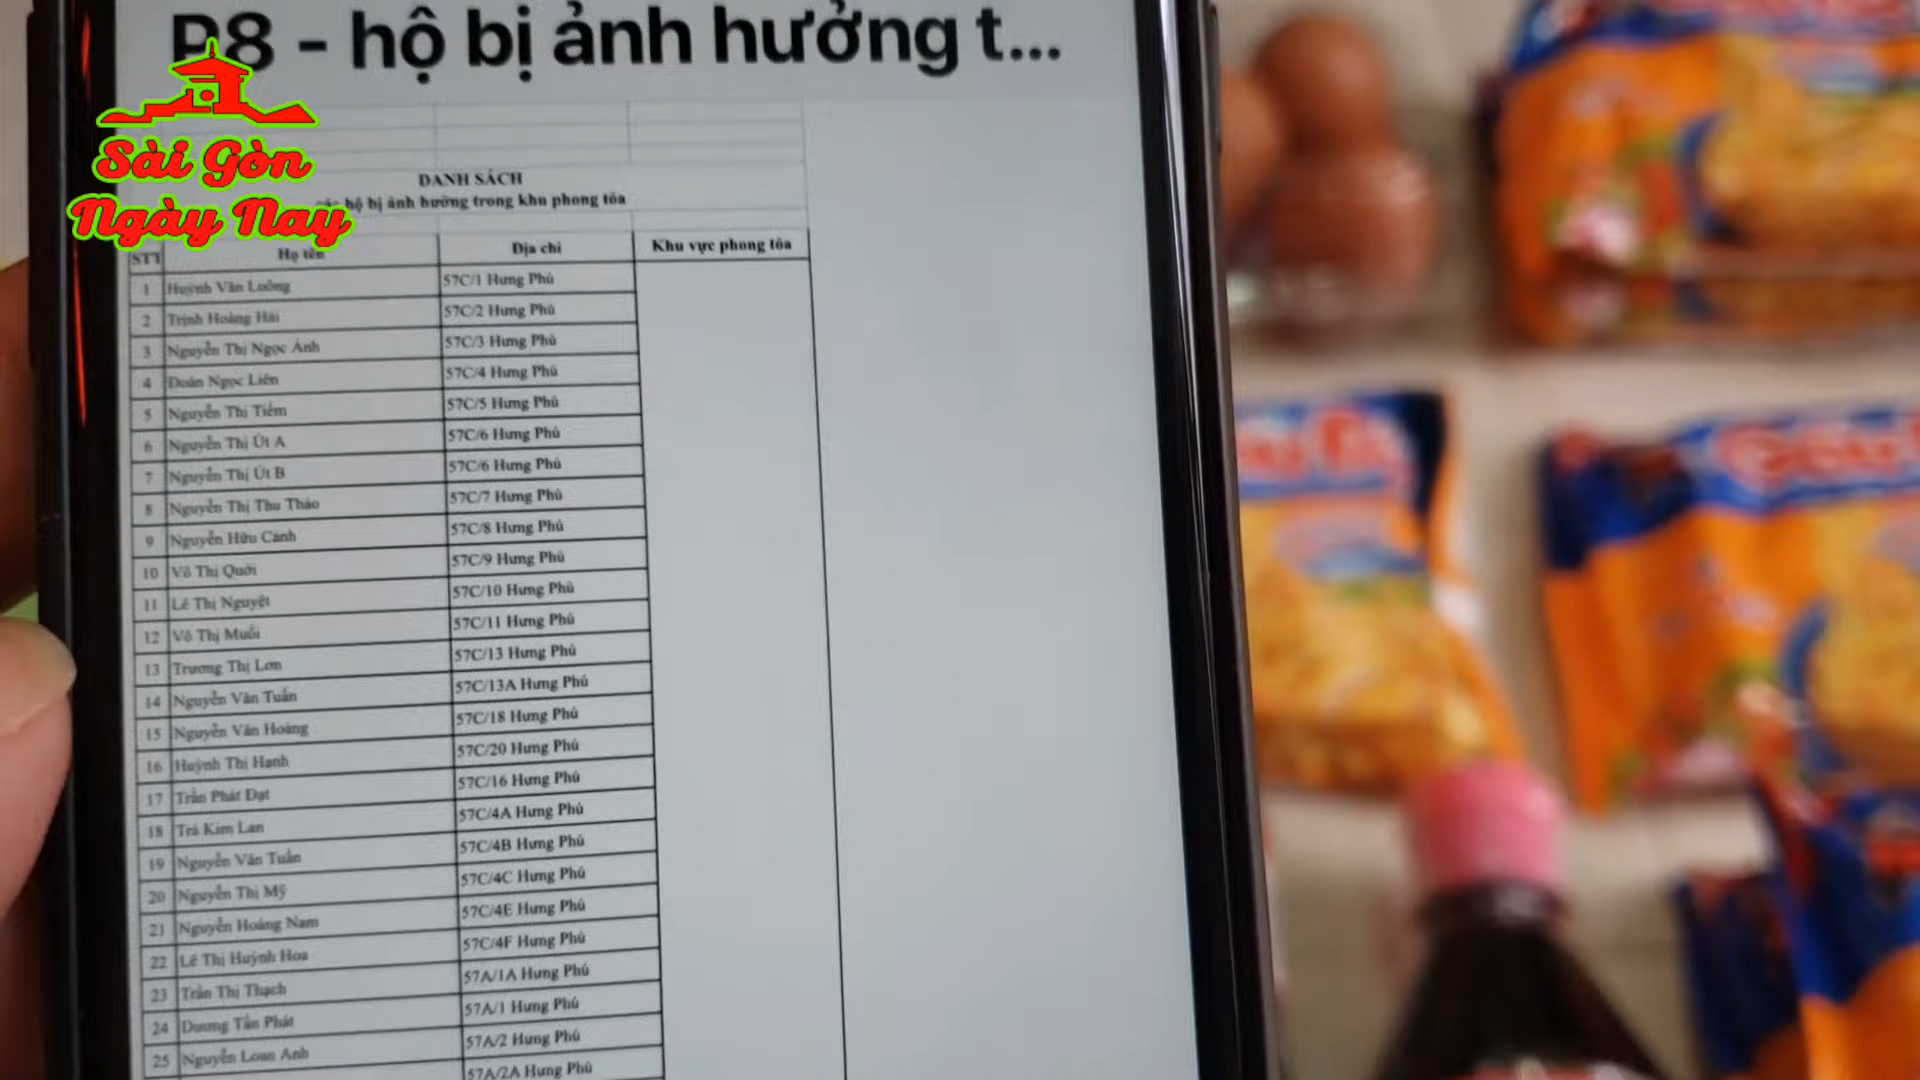 P8 - hộ bị ảnh hưởng t...
Sài Gòn
Ngày Nay
DANH SÁCH
hộ bị ảnh hưởng trong khu phong tỏa
STT Họ tên Địa chỉ Khu vực phong tỏa
1 Huỳnh Văn Luông 57C/1 Hưng Phú
2 Trịnh Hoàng Hải 57C/2 Hưng Phú
3 Nguyễn Thị Ngọc Ánh 57C/3 Hưng Phú
4 Đoàn Ngọc Liên 57C/4 Hưng Phú
5 Nguyễn Thị Tiềm 57C/5 Hưng Phú
6 Nguyễn Thị Út A 57C/6 Hưng Phú
7 Nguyễn Thị Út B 57C/6 Hưng Phú
8 Nguyễn Thị Thu Thảo 57C/7 Hưng Phú
9 Nguyễn Hữu Cảnh 57C/8 Hưng Phú
10 Võ Thị Quới 57C/9 Hưng Phú
11 Lê Thị Nguyệt 57C/10 Hưng Phú
12 Võ Thị Muối 57C/11 Hưng Phú
13 Trương Thị Lơn 57C/13 Hưng Phú
14 Nguyễn Văn Tuấn 57C/13A Hưng Phú
15 Nguyễn Văn Hoàng 57C/18 Hưng Phú
16 Huỳnh Thị Hạnh 57C/20 Hưng Phú
17 Trần Phát Đạt 57C/16 Hưng Phú
18 Trà Kim Lan 57C/4A Hưng Phú
19 Nguyễn Văn Tuấn 57C/4B Hưng Phú
20 Nguyễn Thị Mỹ 57C/4C Hưng Phú
21 Nguyễn Hoàng Nam 57C/4E Hưng Phú
22 Lê Thị Huỳnh Hoa 57C/4F Hưng Phú
23 Trần Thị Thạch 57A/1A Hưng Phú
24 Dương Tấn Phát 57A/1 Hưng Phú
25 Nguyễn Loan Anh 57A/2 Hưng Phú
57A/2A Hưng Phú